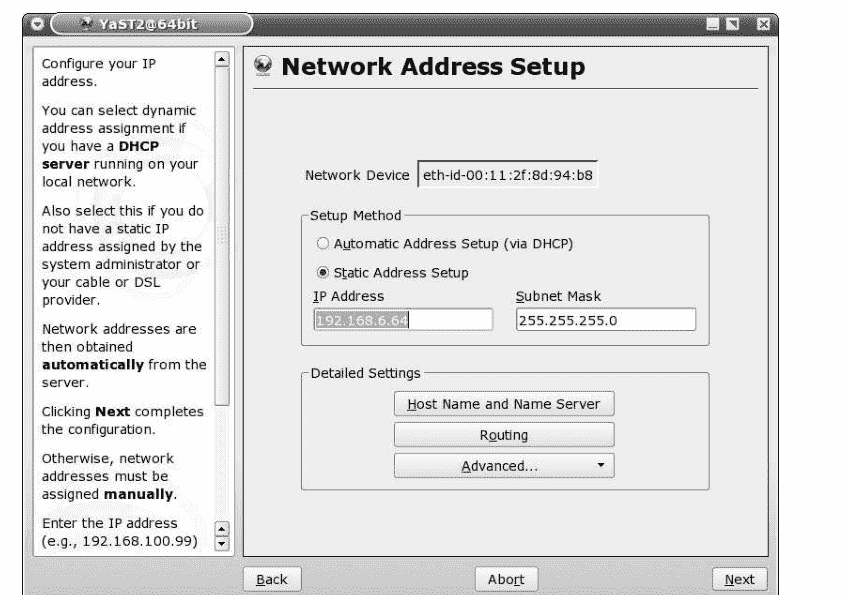 YaST2@64bit
Configure your IP
address.
You can select dynamic
address assignment if
you have a DHCP
server running on your
local network.
Also select this if you do
not have a static IP
address assigned by the
system administrator or
your cable or DSL
provider.
Network addresses are
then obtained
automatically from the
server.
Clicking Next completes
the configuration.
Otherwise, network
addresses must be
assigned manually.
Enter the IP address
(e.g., 192.168.100.99)
Network Address Setup
Network Device eth-id-00:11:2f:8d:94:b8
Setup Method
Automatic Address Setup (via DHCP)
Static Address Setup
IP Address Subnet Mask
192.168.6.64 255.255.255.0
Detailed Settings
Host Name and Name Server
Routing
Advanced...
Back Abort Next